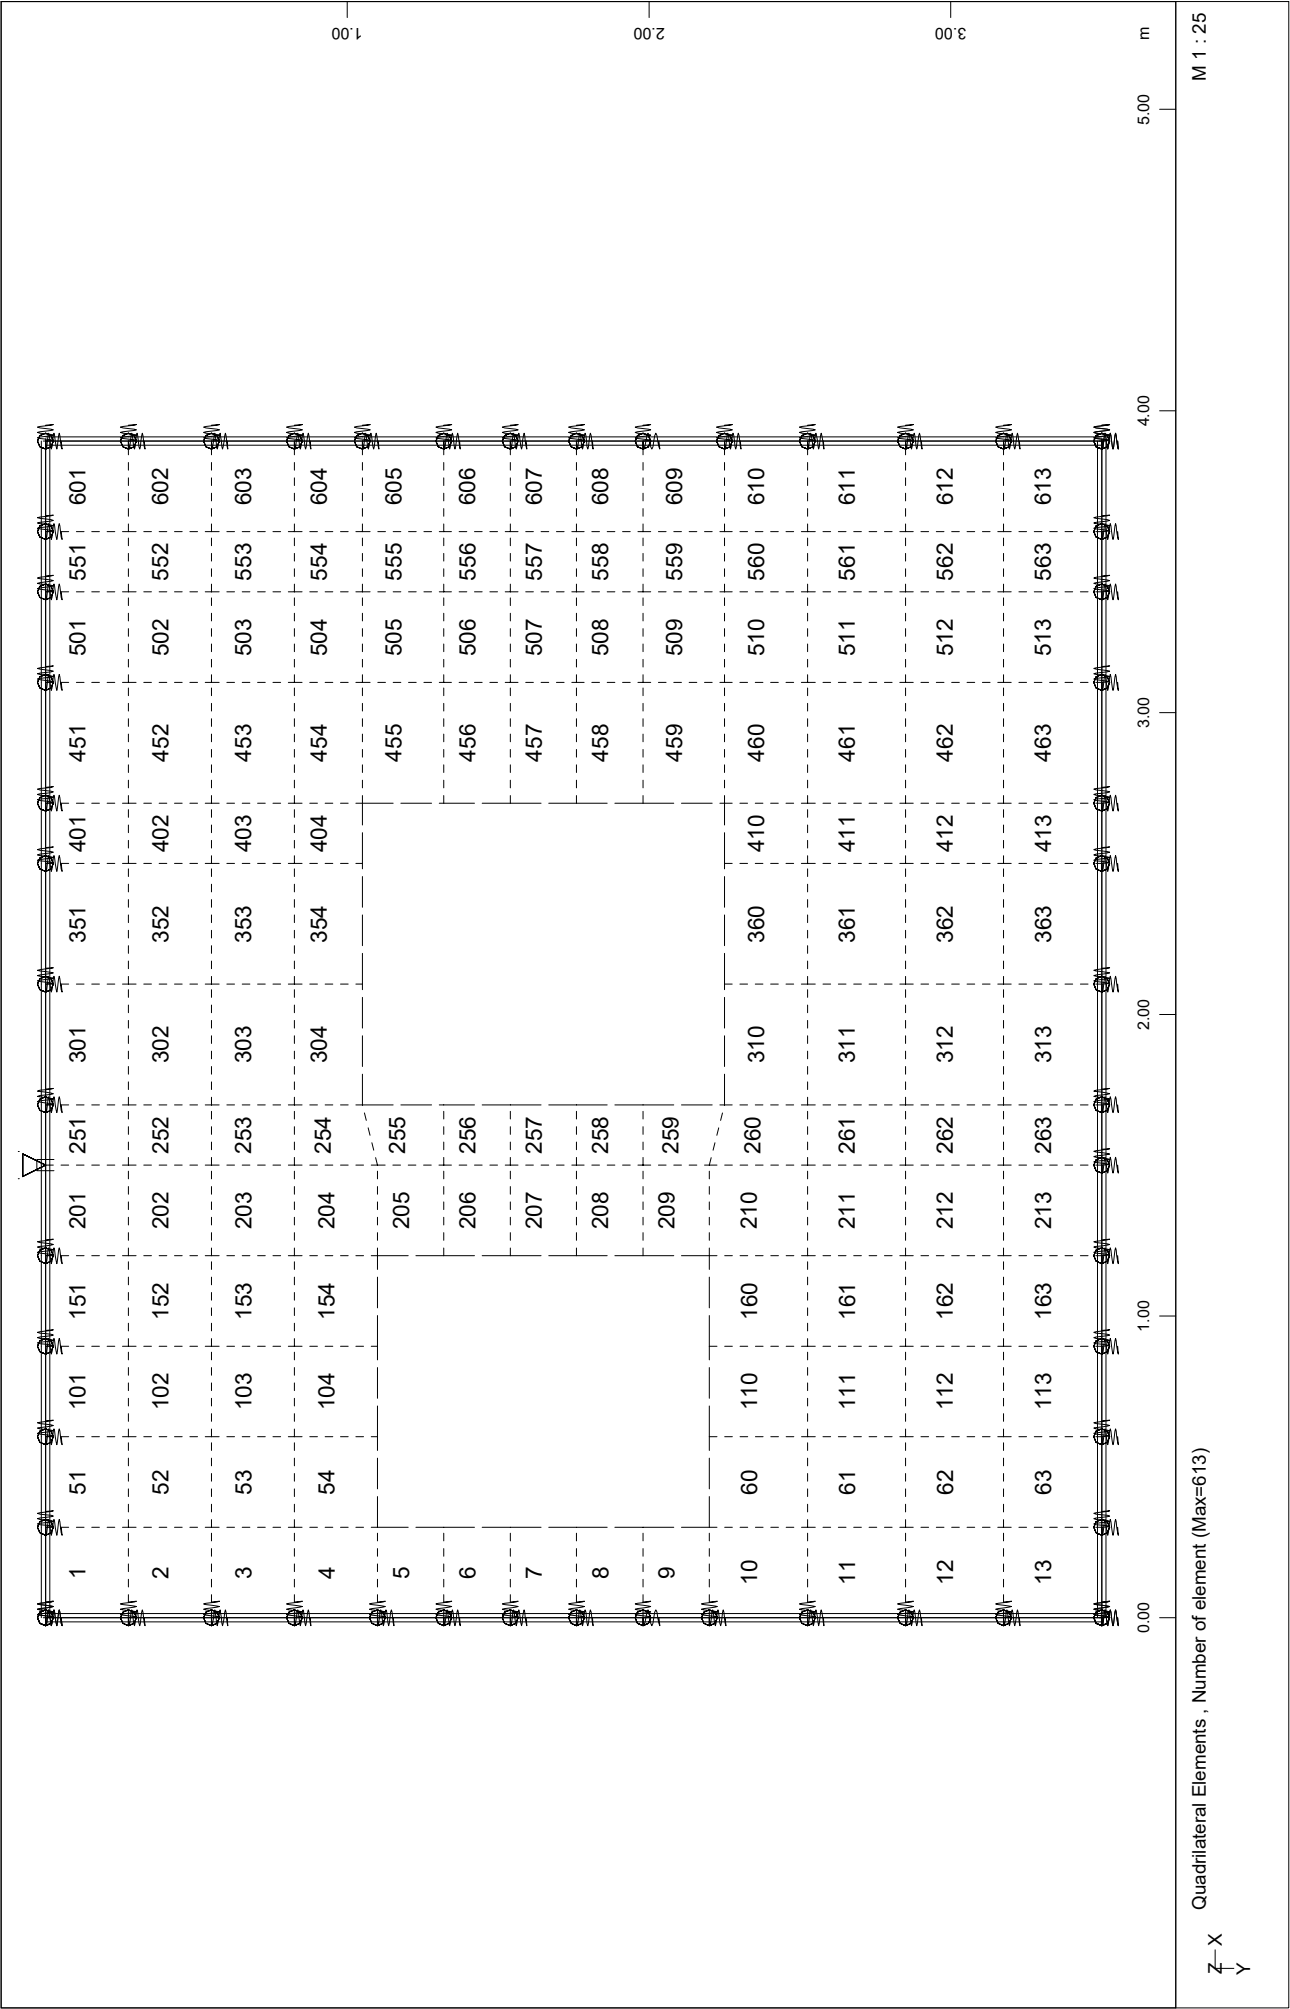 1 51 101 151 201 251 301 351 401 451 501 551 601
2 52 102 152 202 252 302 352 402 452 502 552 602
3 53 103 153 203 253 303 353 403 453 503 553 603
4 54 104 154 204 254 304 354 404 454 504 554 604
1.00
5 205 255 455 505 555 605
6 206 256 456 506 556 606
7 207 257 457 507 557 607
8 208 258 458 508 558 608
2.00
9 209 259 459 509 559 609
10 60 110 160 210 260 310 360 410 460 510 560 610
11 61 111 161 211 261 311 361 411 461 511 561 611
12 62 112 162 212 262 312 362 412 462 512 562 612
3.00
13 63 113 163 213 263 313 363 413 463 513 563 613
0.00 1.00 2.00 3.00 4.00 5.00 m
Quadrilateral Elements , Number of element (Max=613)
M 1 : 25
Z X
Y